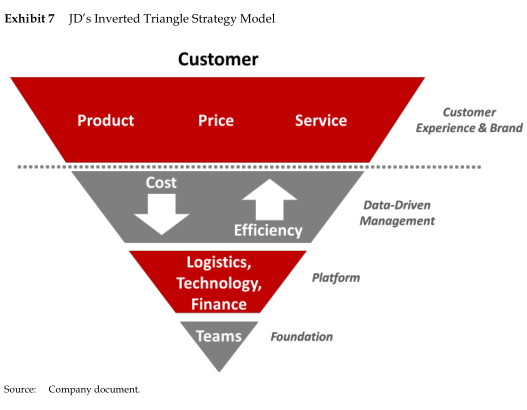 Exhibit 7 JD's Inverted Triangle Strategy Model
Customer
Product Price Service
Customer
Experience & Brand
Cost
Efficiency
Data-Driven
Management
Logistics,
Technology,
Finance
Platform
Teams
Foundation
Source: Company document.